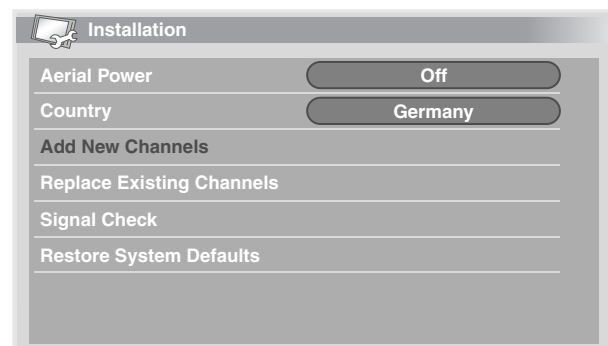 Installation
Aerial Power Off
Country Germany
Add New Channels
Replace Existing Channels
Signal Check
Restore System Defaults